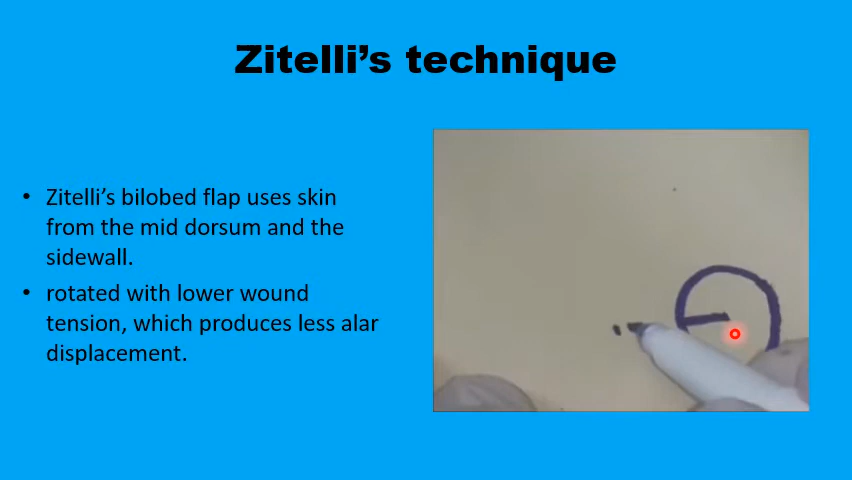 Zitelli’s technique
• Zitelli’s bilobed flap uses skin
from the mid dorsum and the
sidewall.
• rotated with lower wound
tension, which produces less alar
displacement.